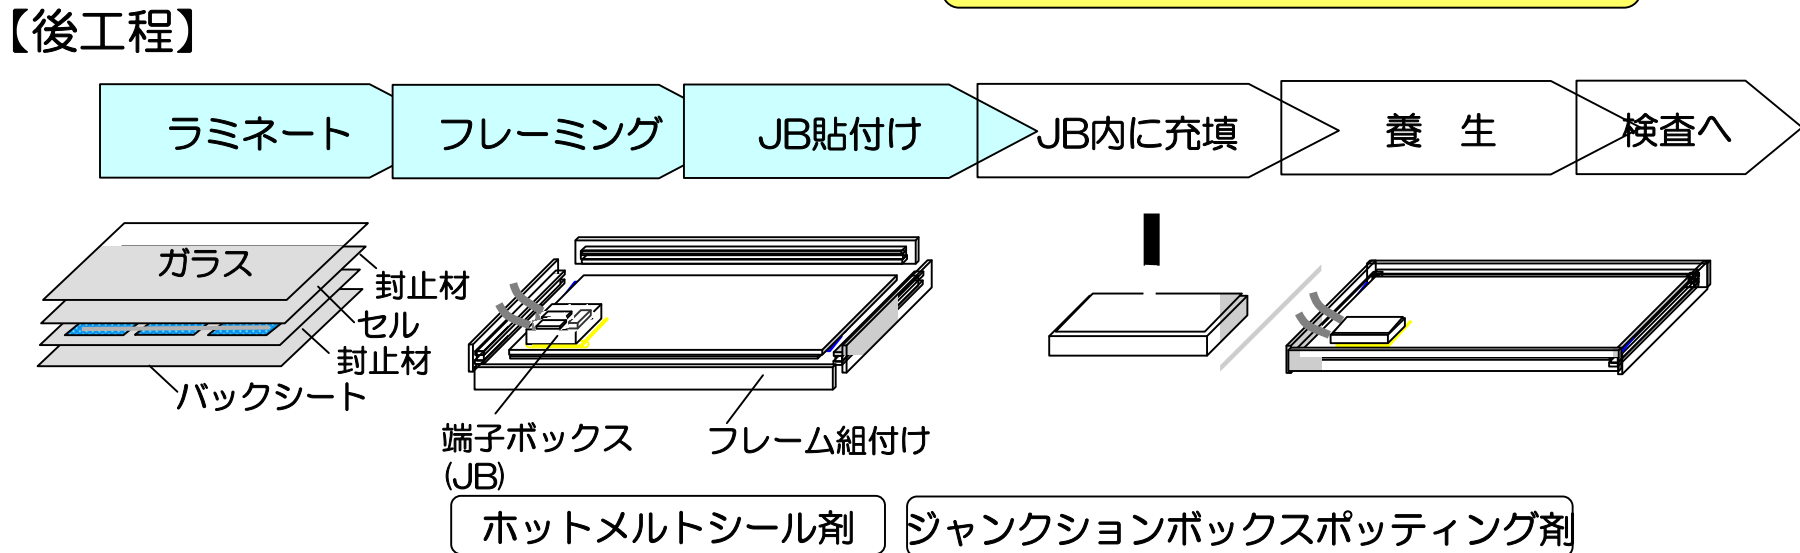 【後工程】
ラミネート
フレーミング
JB貼付け
JB内に充填
養　生
検査へ
ガラス
封止材
セル
封止材
バックシート
端子ボックス
(JB)
フレーム組付け
ホットメルトシール剤
ジャンクションボックスポッティング剤